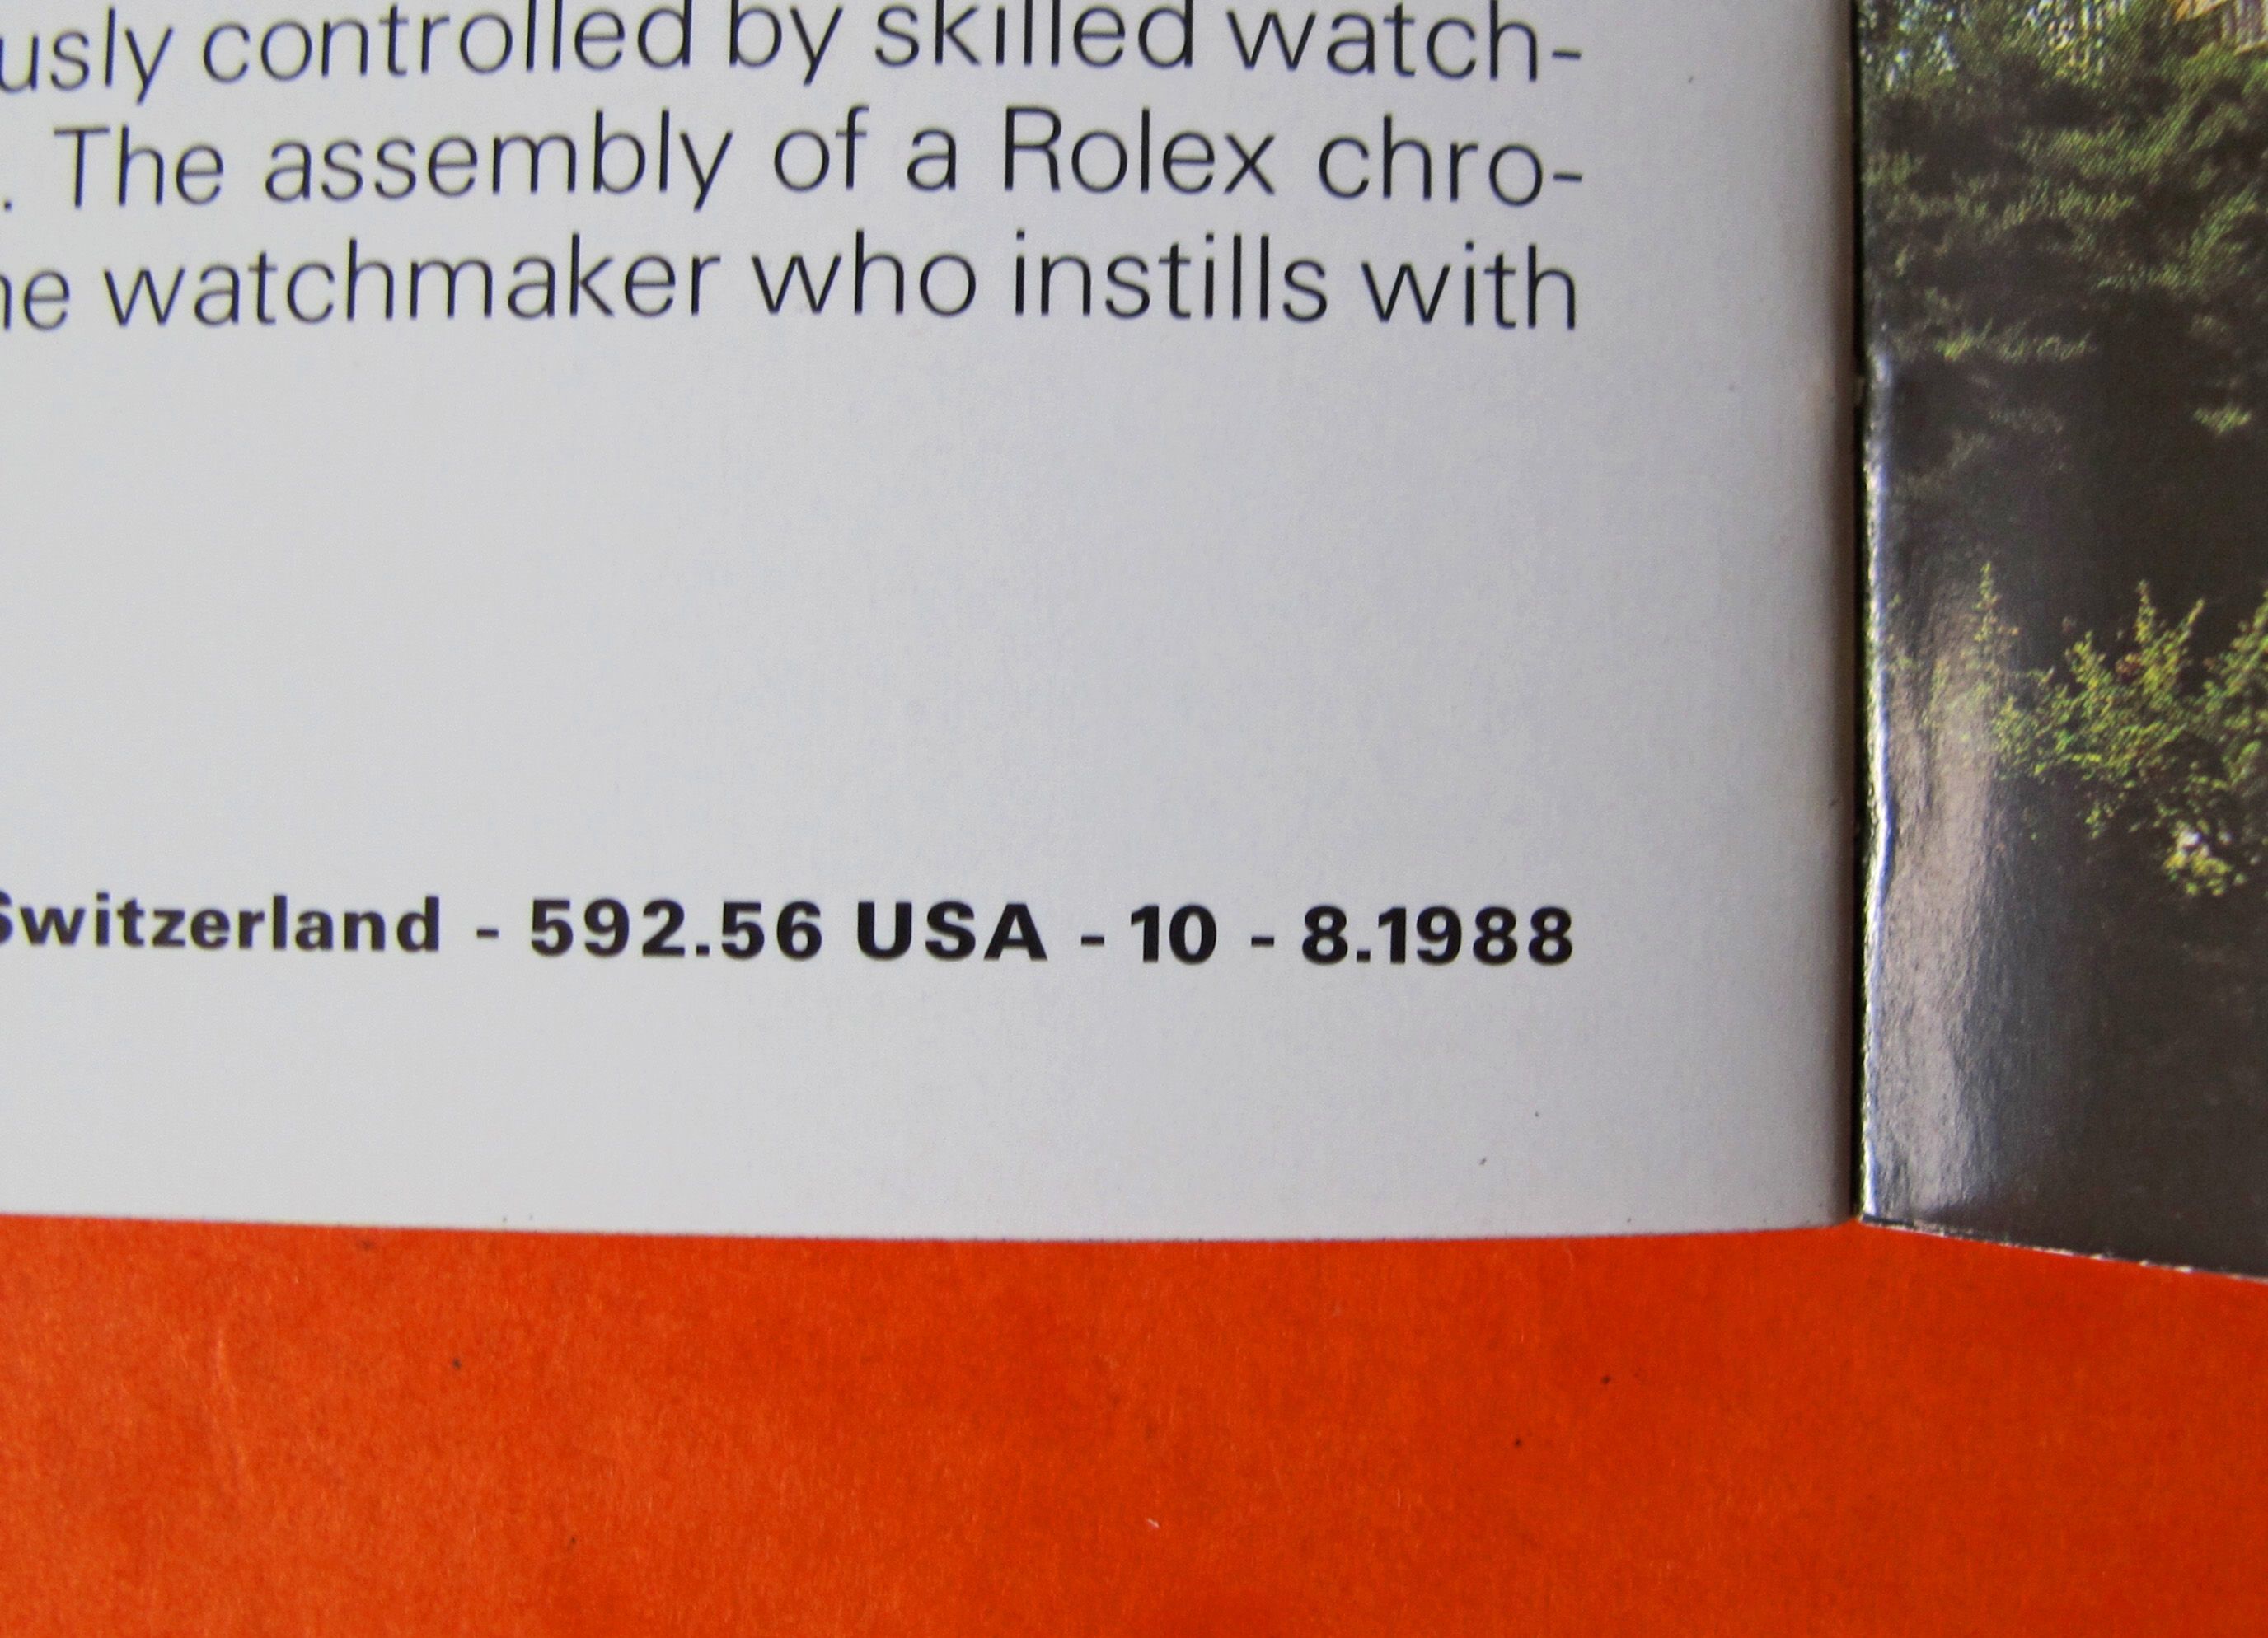 usly controlled by skilled watch-
. The assembly of a Rolex chro-
he watchmaker who instills with
Switzerland - 592.56 USA - 10 - 8.1988